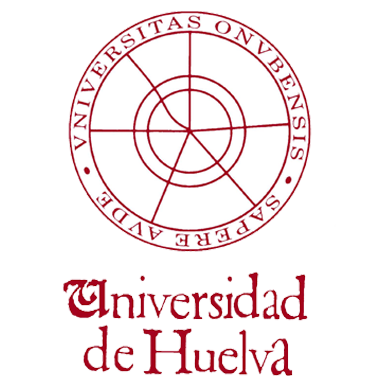 VNIVERSITAS ONVBENSIS • SAPERE AVDE •
Universidad
de Huelva